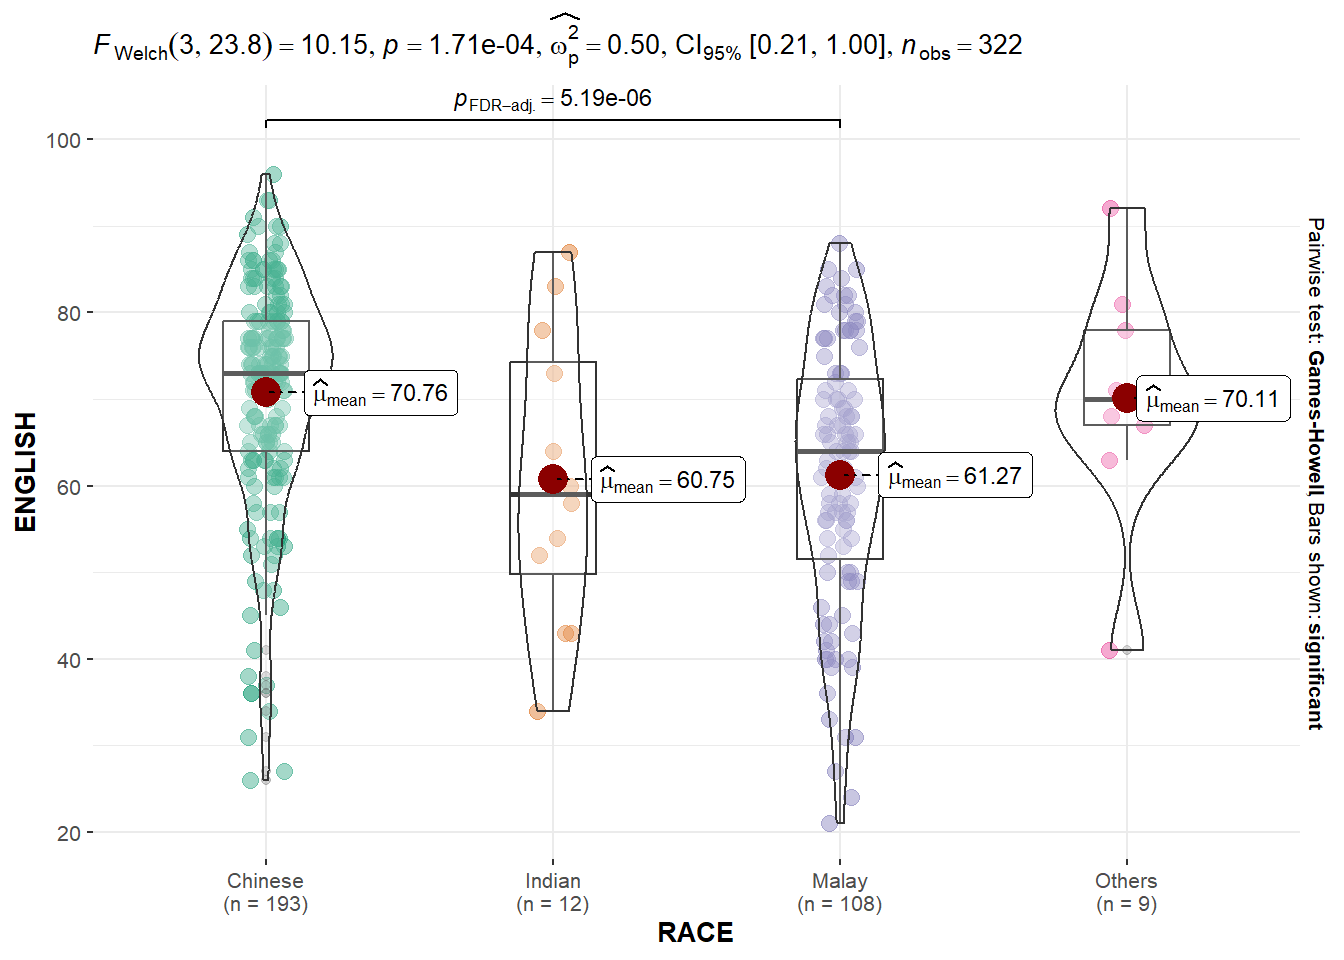 F Welch(3, 23.8) = 10.15, p = 1.71e-04, ω̂²p = 0.50, CI95% [0.21, 1.00], nobs = 322
pFDR−adj. = 5.19e-06
100
80
60
40
20
ENGLISH
μ̂mean = 70.76
μ̂mean = 60.75
μ̂mean = 61.27
μ̂mean = 70.11
Pairwise test: Games-Howell, Bars shown: significant
Chinese
(n = 193)
Indian
(n = 12)
Malay
(n = 108)
Others
(n = 9)
RACE